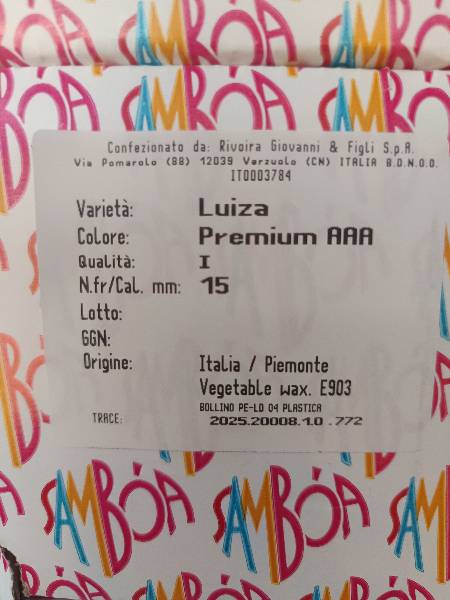 SAMBÓA
SAMBÓA
Confezionato da: Rivoira Giovanni & Figli S.p.A.
Via Pomarolo (88) 12039 Verzuolo (CN) ITALIA B.D.N.O.O.
IT0003784
Varietà: Luiza
Colore: Premium AAA
Qualità: I
N.fr/Cal. mm: 15
Lotto:
GGN:
Origine: Italia / Piemonte
Vegetable wax. E903
BOLLINO PE-LD 04 PLASTICA
TRACE: 2025.20008.1.0 .772
SAMBÓA
SAMBÓA